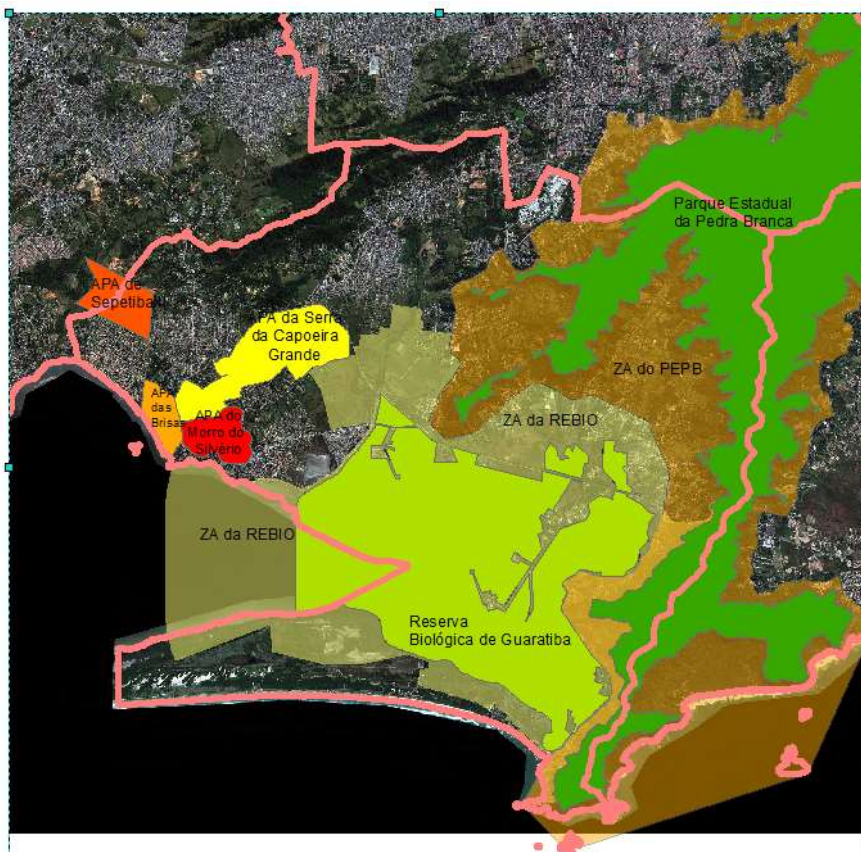 Parque Estadual
da Pedra Branca
APA de
Sepetiba
APA da Serra
da Capoeira
Grande
ZA do PEPB
APA
das
Brisas
APA do
Morro do
Silvério
ZA da REBIO
ZA da REBIO
Reserva
Biológica de Guaratiba